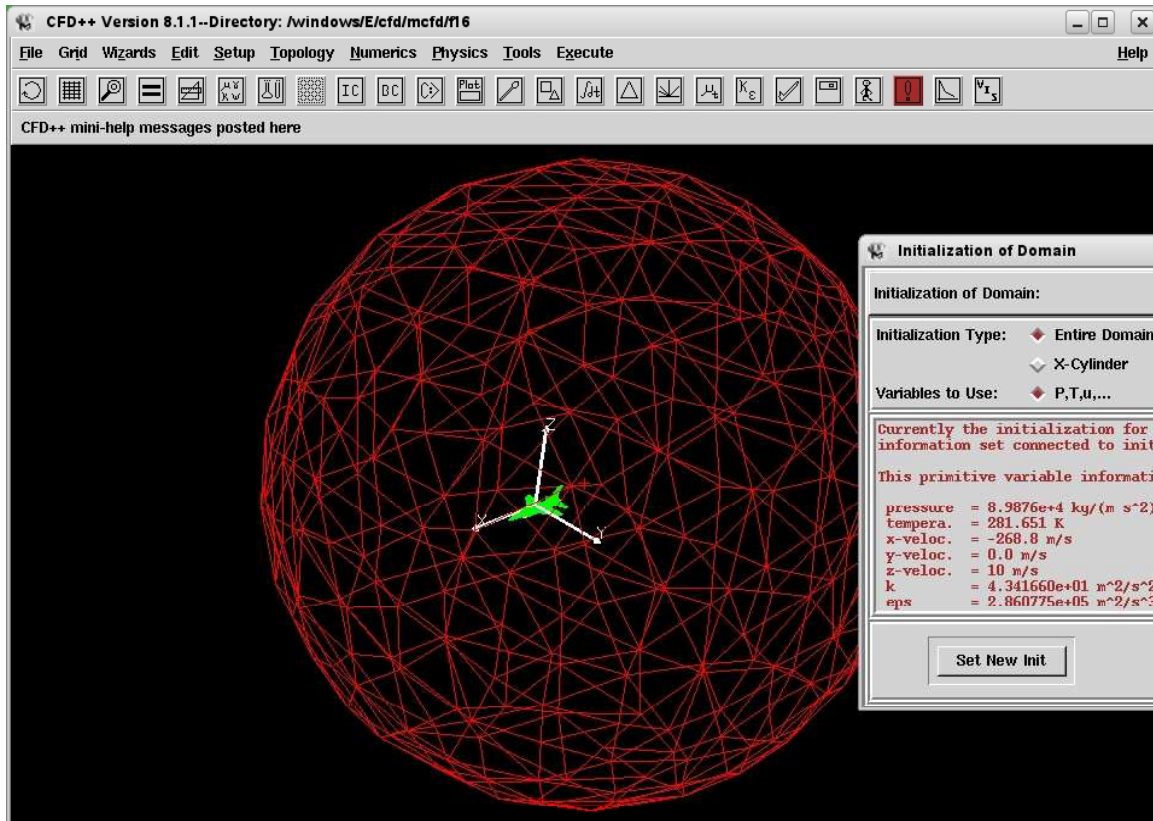 CFD++ Version 8.1.1--Directory: /windows/E/cfd/mcfd/f16
File Grid Wizards Edit Setup Topology Numerics Physics Tools Execute Help
IC BC C:> Plot ∫dt μt Kε VIS
CFD++ mini-help messages posted here
Z
X
Y
Initialization of Domain
Initialization of Domain:
Initialization Type: Entire Domain
X-Cylinder
Variables to Use: P,T,u,...
Currently the initialization for
information set connected to init
This primitive variable informati
pressure = 8.9876e+4 kg/(m s^2)
tempera. = 281.651 K
x-veloc. = -268.8 m/s
y-veloc. = 0.0 m/s
z-veloc. = 10 m/s
k = 4.341660e+01 m^2/s^2
eps = 2.860775e+05 m^2/s^3
Set New Init